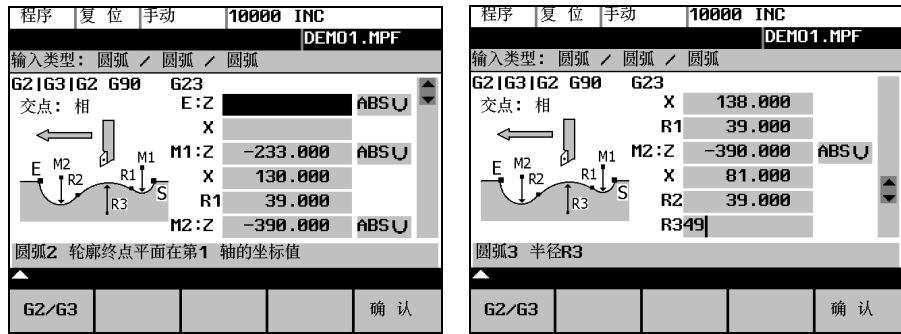 程序 复 位 手动 10000 INC
DEMO1.MPF
输入类型: 圆弧 / 圆弧 / 圆弧
G2|G3|G2 G90 G23
交点: 相
E:Z ABS
X
M1:Z -233.000 ABS
X 130.000
R1 39.000
M2:Z -390.000 ABS
E M2 R2 R1 M1 S R3
圆弧2 轮廓终点平面在第1 轴的坐标值
G2/G3 确 认
程序 复 位 手动 10000 INC
DEMO1.MPF
输入类型: 圆弧 / 圆弧 / 圆弧
G2|G3|G2 G90 G23
交点: 相
X 138.000
R1 39.000
M2:Z -390.000 ABS
X 81.000
R2 39.000
R349
E M2 R2 R1 M1 S R3
圆弧3 半径R3
G2/G3 确 认